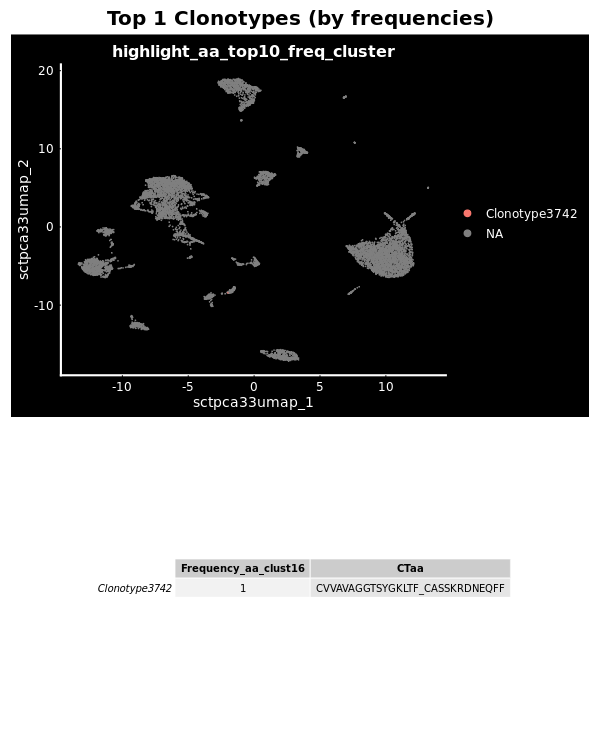 Top 1 Clonotypes (by frequencies)
highlight_aa_top10_freq_cluster
20
10
0
-10
sctpca33umap_2
-10 -5 0 5 10
sctpca33umap_1
Clonotype3742
NA
Frequency_aa_clust16 CTaa
Clonotype3742 1 CVVAVAGGTSYGKLTF_CASSKRDNEQFF